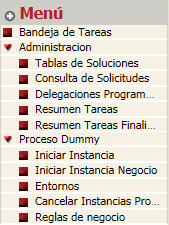 Menú
Bandeja de Tareas
Administracion
Tablas de Soluciones
Consulta de Solicitudes
Delegaciones Program...
Resumen Tareas
Resumen Tareas Finali...
Proceso Dummy
Iniciar Instancia
Iniciar Instancia Negocio
Entornos
Cancelar Instancias Pro...
Reglas de negocio